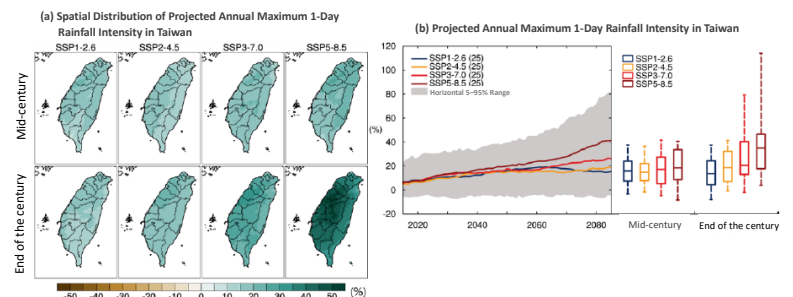 (a) Spatial Distribution of Projected Annual Maximum 1-Day
Rainfall Intensity in Taiwan
SSP1-2.6
SSP2-4.5
SSP3-7.0
SSP5-8.5
Mid-century
End of the century
-50 -40 -30 -20 -10 0 10 20 30 40 50 (%)
(b) Projected Annual Maximum 1-Day Rainfall Intensity in Taiwan
(%)
120
100
80
60
40
20
0
-20
SSP1-2.6 (25)
SSP2-4.5 (25)
SSP3-7.0 (25)
SSP5-8.5 (25)
Horizontal 5–95% Range
2020 2040 2060 2080
SSP1-2.6
SSP2-4.5
SSP3-7.0
SSP5-8.5
Mid-century
End of the century